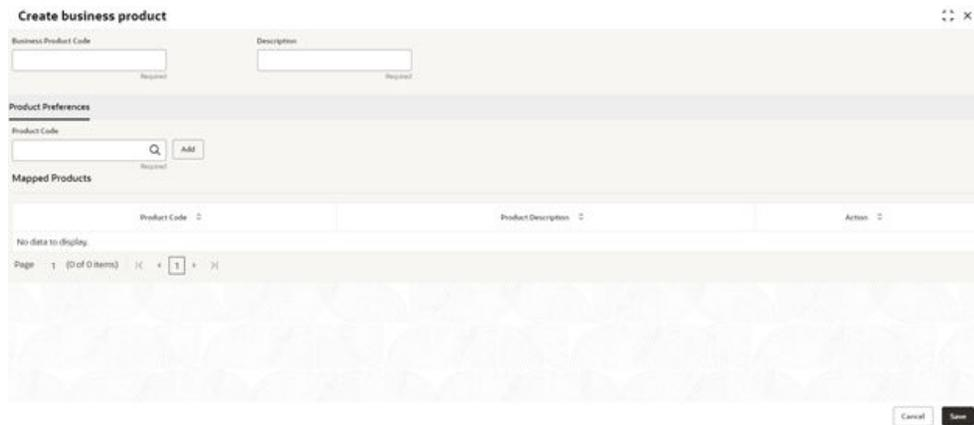 Create business product
Business Product Code Description
Required Required
Product Preferences
Product Code
Add
Required
Mapped Products
Product Code Product Description Action
No data to display.
Page 1 (0 of 0 items) 1
Cancel Save